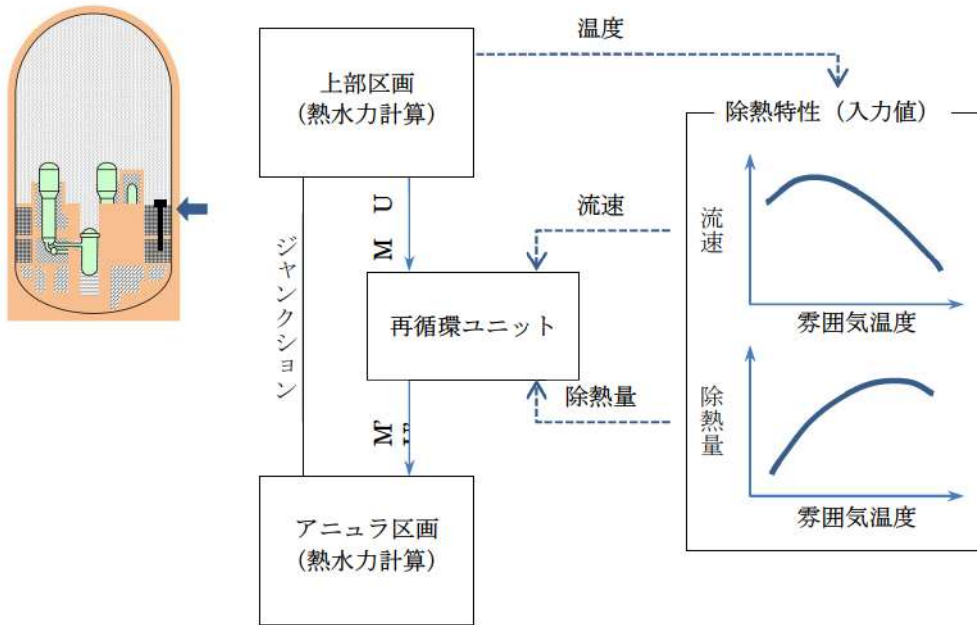 温度
上部区画
(熱水力計算)
除熱特性（入力値）
M U
流速
流速
雰囲気温度
ジャンクション
再循環ユニット
除熱量
除熱量
雰囲気温度
M'
アニュラ区画
(熱水力計算)